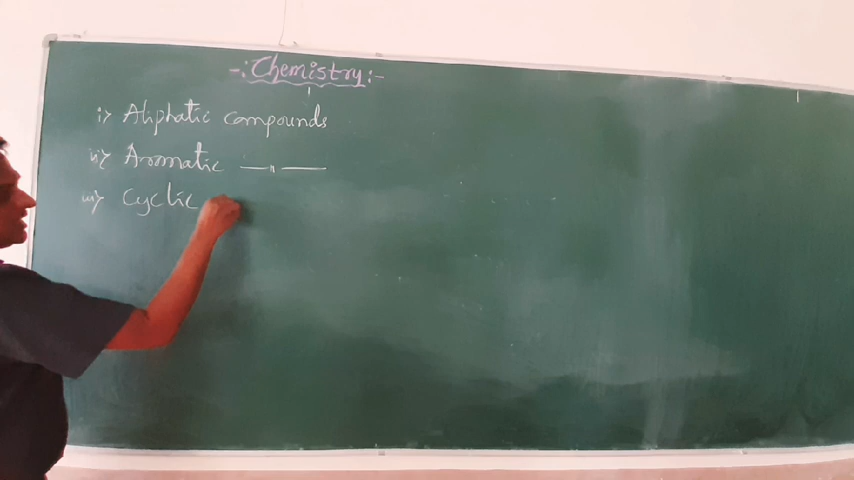 -: Chemistry :-
i> Aliphatic compounds
ii> Aromatic —"—
iii> Cyclic